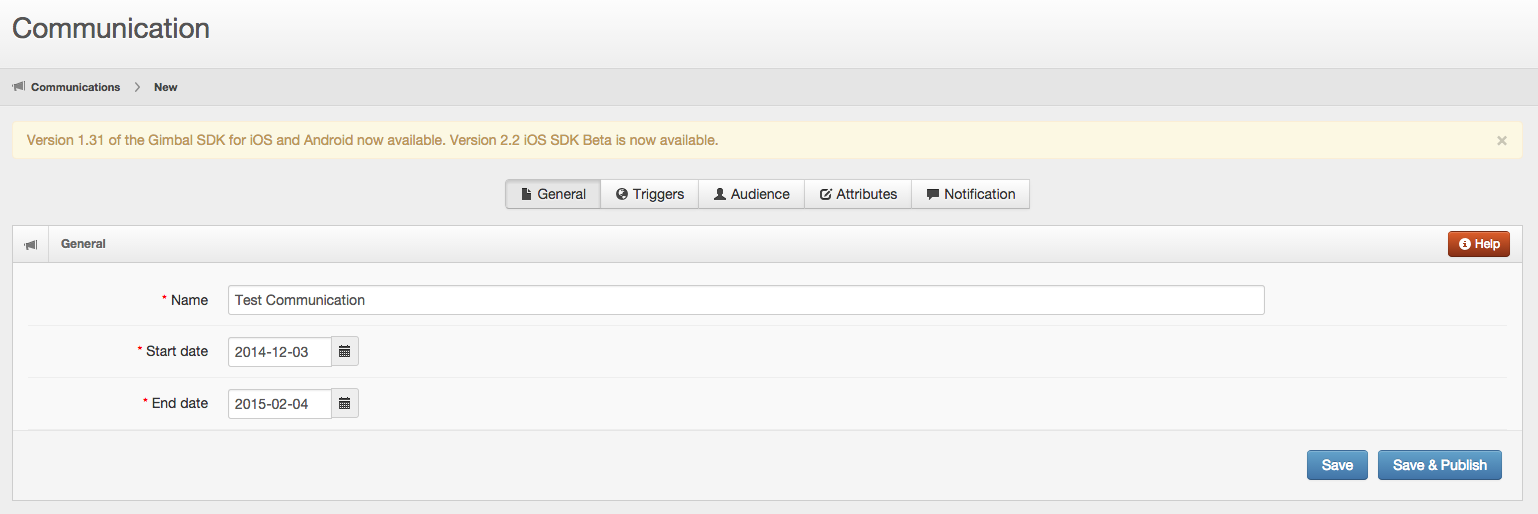 Communication
Communications New
Version 1.31 of the Gimbal SDK for iOS and Android now available. Version 2.2 iOS SDK Beta is now available. ×
General Triggers Audience Attributes Notification
General Help
* Name Test Communication
* Start date 2014-12-03
* End date 2015-02-04
Save Save & Publish